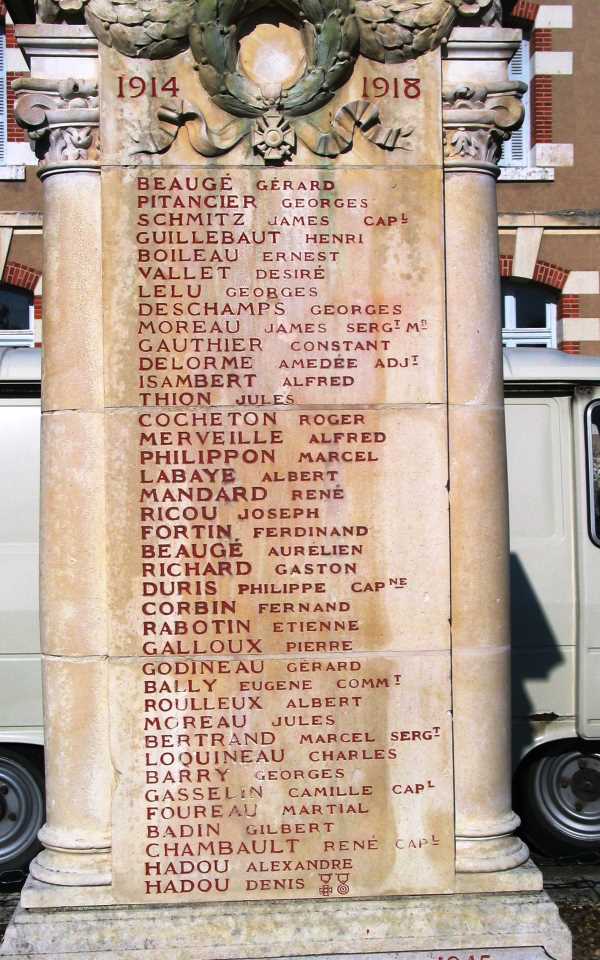 1914 1918
BEAUGÉ GÉRARD
PITANCIER GEORGES
SCHMITZ JAMES CAPL
GUILLEBAUT HENRI
BOILEAU ERNEST
VALLET DESIRÉ
LELU GEORGES
DESCHAMPS GEORGES
MOREAU JAMES SERGT
GAUTHIER CONSTANT
DELORME AMEDÉE ADJT
ISAMBERT ALFRED
THION JULES
COCHETON ROGER
MERVEILLE ALFRED
PHILIPPON MARCEL
LABAYE ALBERT
MANDARD RENÉ
RICOU JOSEPH
FORTIN FERDINAND
BEAUGÉ AURÉLIEN
RICHARD GASTON
DURIS PHILIPPE CAPNE
CORBIN FERNAND
RABOTIN ETIENNE
GALLOUX PIERRE
GODINEAU GÉRARD
BALLY EUGENE COMMT
ROULLEUX ALBERT
MOREAU JULES
BERTRAND MARCEL SERGT
LOQUINEAU CHARLES
BARRY GEORGES
GASSELIN CAMILLE CAPL
FOUREAU MARTIAL
BADIN GILBERT
CHAMBAULT RENÉ CAPL
HADOU ALEXANDRE
HADOU DENIS